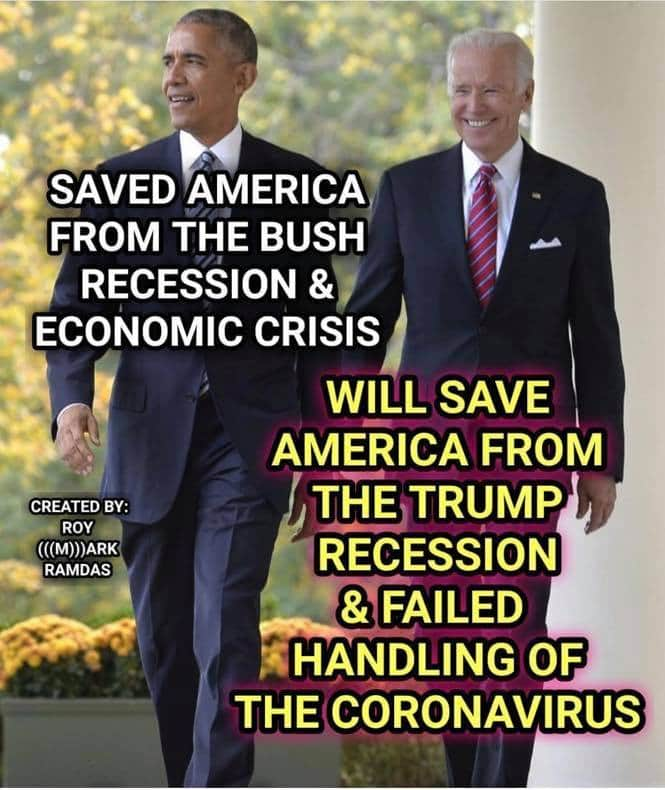 SAVED AMERICA
FROM THE BUSH
RECESSION &
ECONOMIC CRISIS
WILL SAVE
AMERICA FROM
THE TRUMP
RECESSION
& FAILED
HANDLING OF
THE CORONAVIRUS
CREATED BY:
ROY
(((M)))ARK
RAMDAS